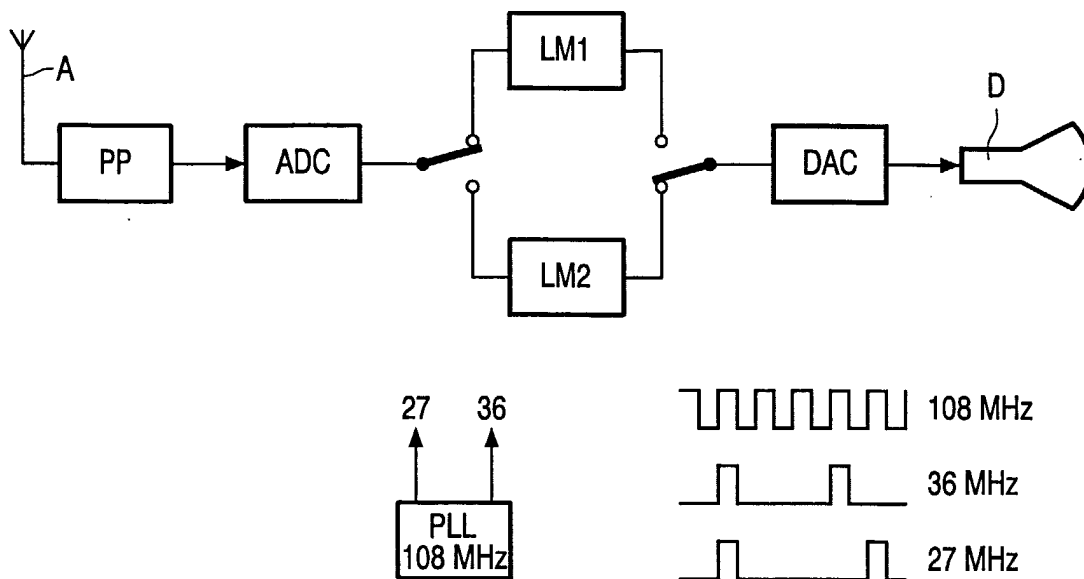 A
PP
ADC
LM1
LM2
DAC
D
27 36
PLL
108 MHz
108 MHz
36 MHz
27 MHz